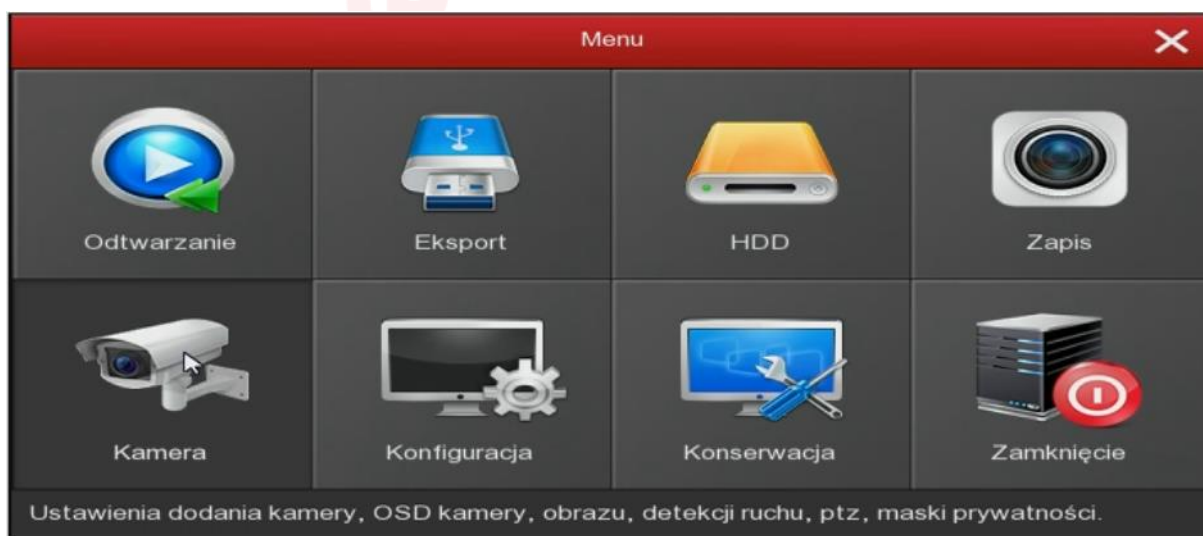 Menu
Odtwarzanie
Eksport
HDD
Zapis
Kamera
Konfiguracja
Konserwacja
Zamknięcie
Ustawienia dodania kamery, OSD kamery, obrazu, detekcji ruchu, ptz, maski prywatności.